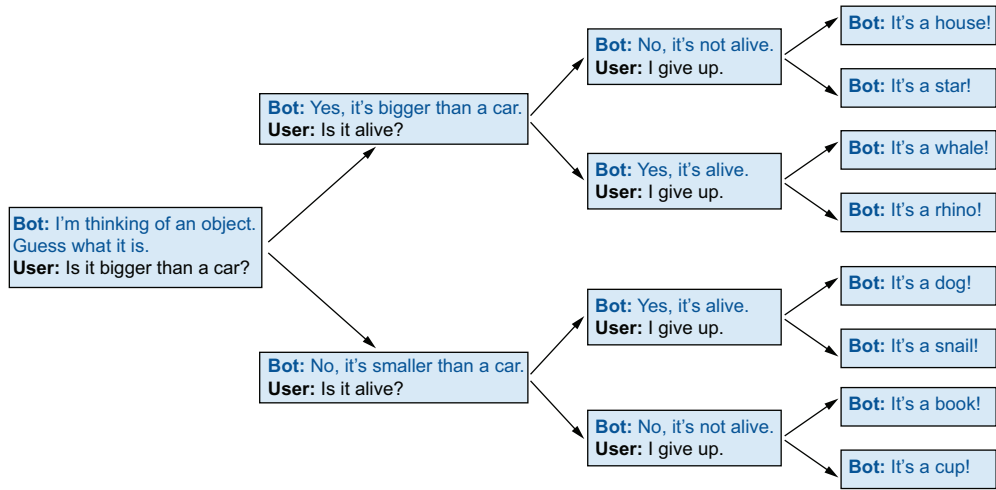 Bot: I'm thinking of an object.
Guess what it is.
User: Is it bigger than a car?
Bot: Yes, it's bigger than a car.
User: Is it alive?
Bot: No, it's smaller than a car.
User: Is it alive?
Bot: No, it's not alive.
User: I give up.
Bot: Yes, it's alive.
User: I give up.
Bot: Yes, it's alive.
User: I give up.
Bot: No, it's not alive.
User: I give up.
Bot: It's a house!
Bot: It's a star!
Bot: It's a whale!
Bot: It's a rhino!
Bot: It's a dog!
Bot: It's a snail!
Bot: It's a book!
Bot: It's a cup!